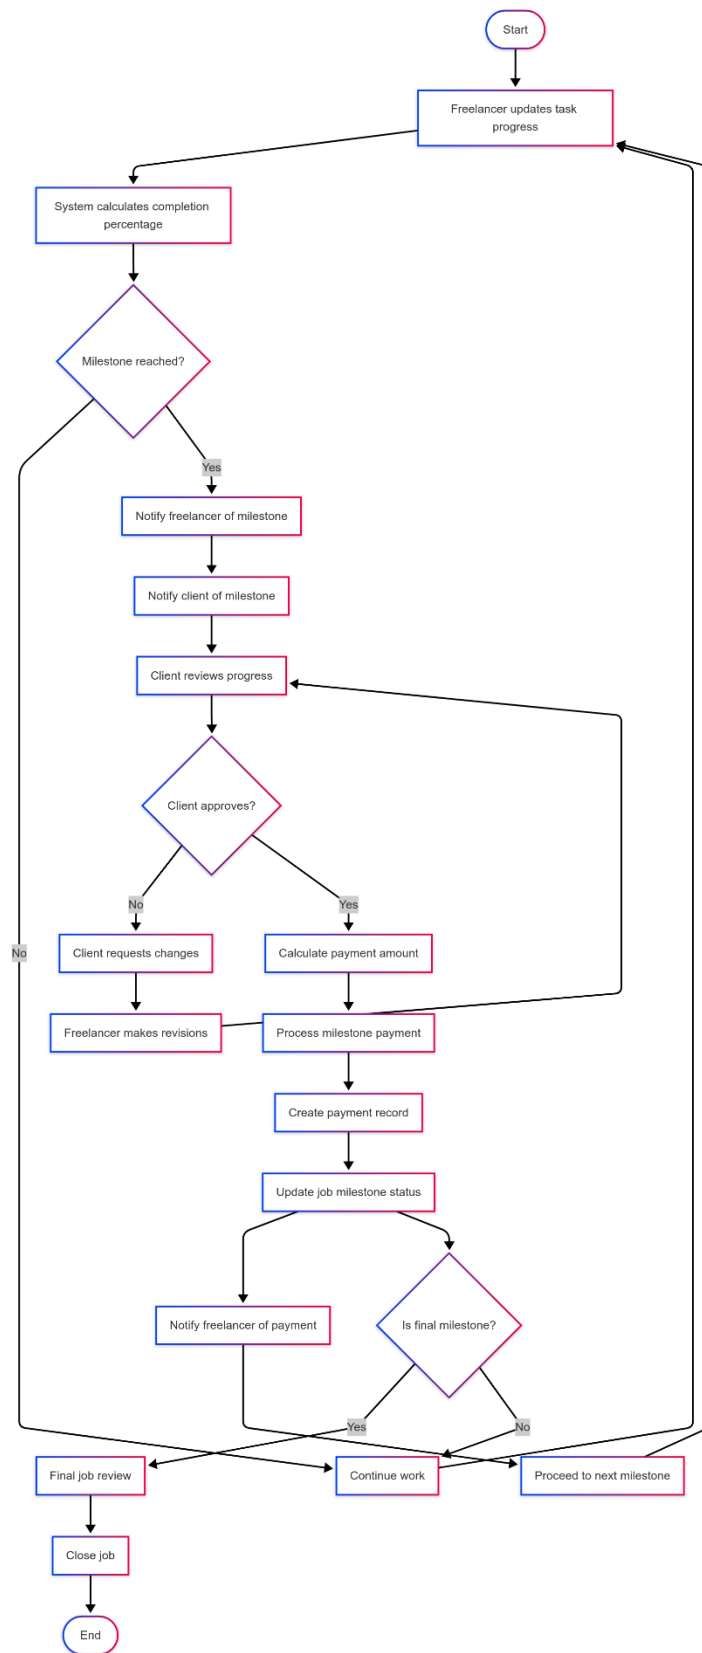 Start
Freelancer updates task
progress
System calculates completion
percentage
Milestone reached?
Yes
Notify freelancer of milestone
Notify client of milestone
Client reviews progress
Client approves?
No
Yes
Client requests changes
Calculate payment amount
No
Freelancer makes revisions
Process milestone payment
Create payment record
Update job milestone status
Notify freelancer of payment
Is final milestone?
Yes
No
Final job review
Continue work
Proceed to next milestone
Close job
End